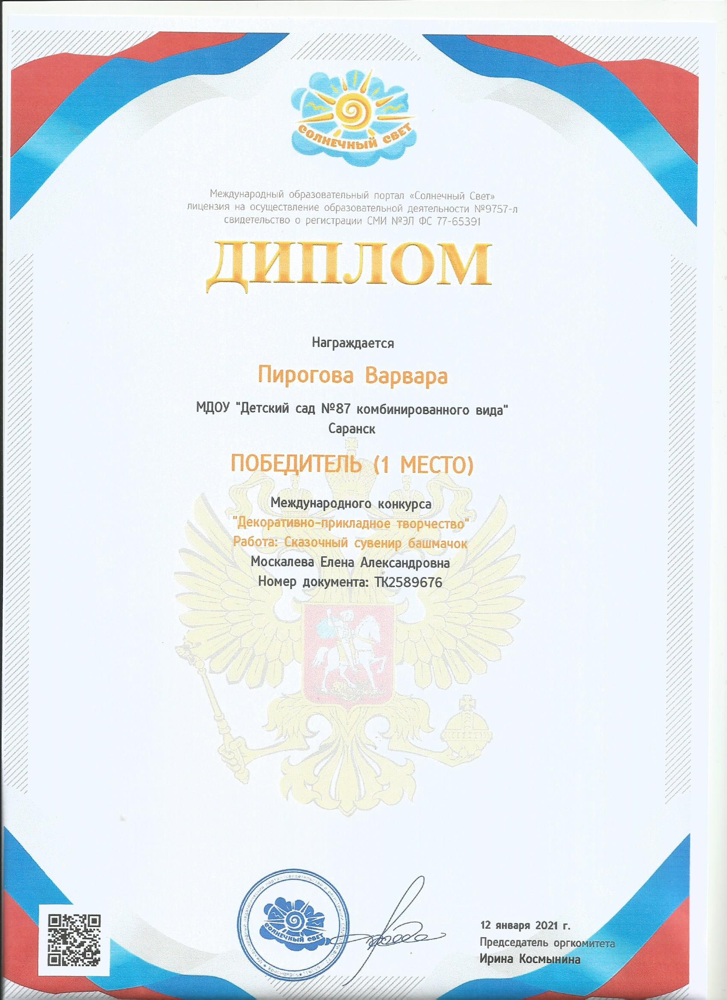 СОЛНЕЧНЫЙ СВЕТ
Международный образовательный портал «Солнечный Свет»
лицензия на осуществление образовательной деятельности №9757-л
свидетельство о регистрации СМИ №ЭЛ ФС 77-65391
ДИПЛОМ
Награждается
Пирогова Варвара
МДОУ "Детский сад №87 комбинированного вида"
Саранск
ПОБЕДИТЕЛЬ (1 МЕСТО)
Международного конкурса
"Декоративно-прикладное творчество"
Работа: Сказочный сувенир башмачок
Москалева Елена Александровна
Номер документа: ТК2589676
СОЛНЕЧНЫЙ СВЕТ
12 января 2021 г.
Председатель оргкомитета
Ирина Космынина